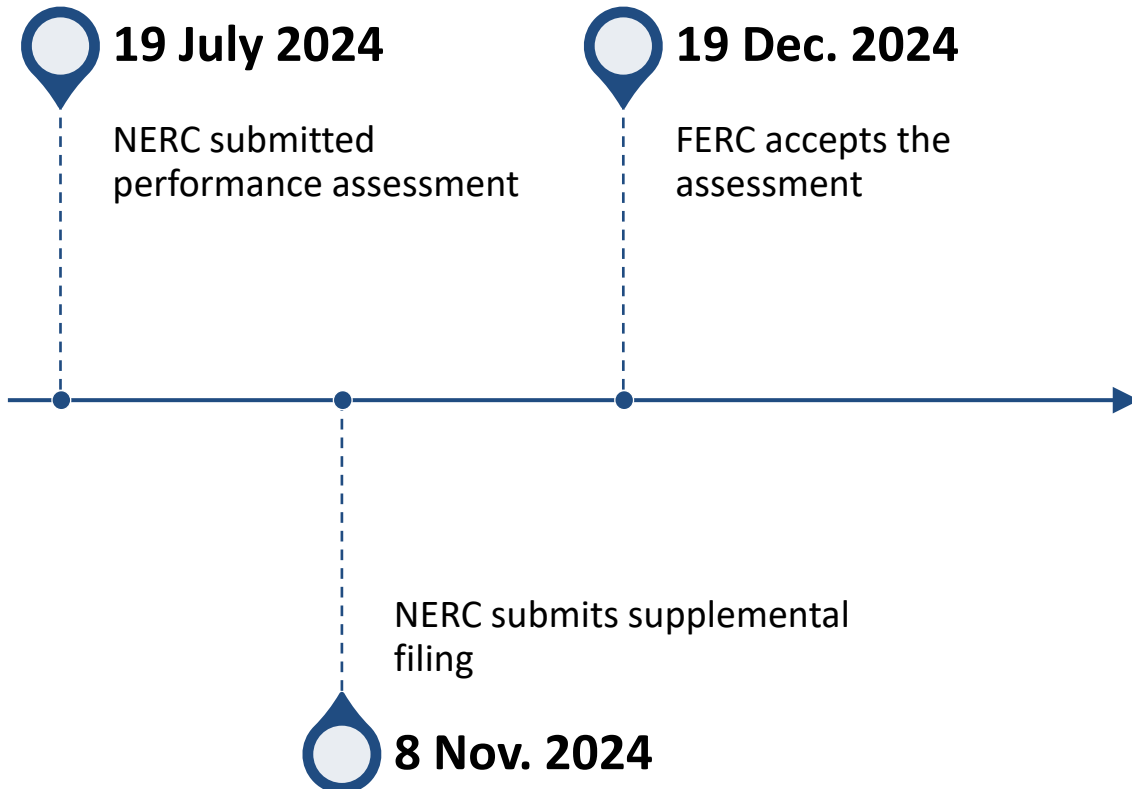 19 July 2024
NERC submitted
performance assessment
19 Dec. 2024
FERC accepts the
assessment
NERC submits supplemental
filing
8 Nov. 2024